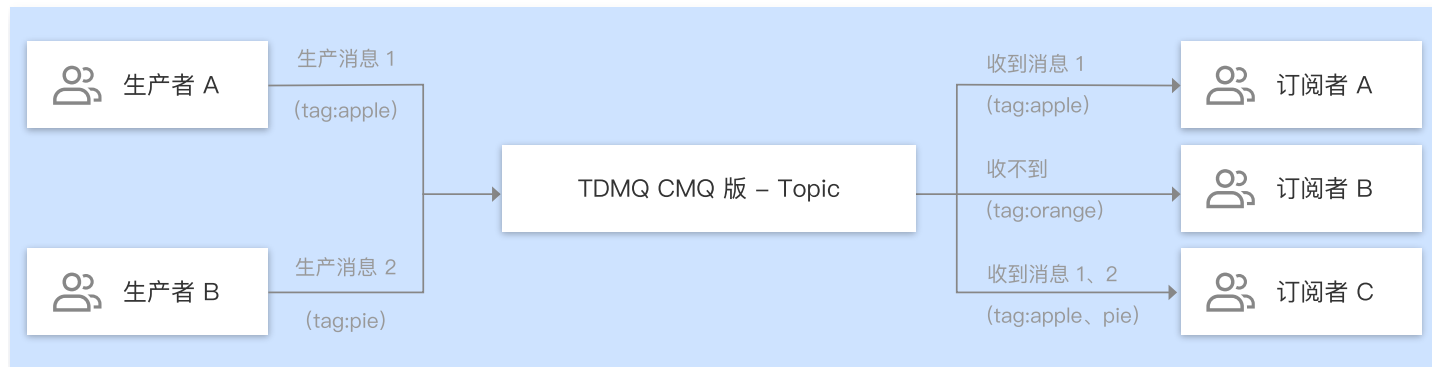 生产者 A
生产消息 1
(tag:apple)
生产者 B
生产消息 2
(tag:pie)
TDMQ CMQ 版 – Topic
收到消息 1
(tag:apple)
订阅者 A
收不到
(tag:orange)
订阅者 B
收到消息 1、2
(tag:apple、pie)
订阅者 C